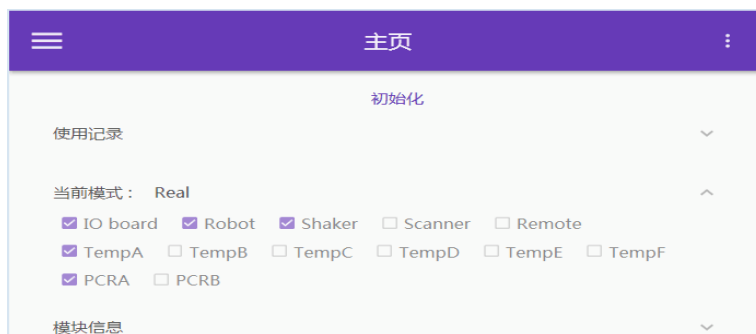 主页
初始化
使用记录
当前模式： Real
IO board Robot Shaker Scanner Remote
TempA TempB TempC TempD TempE TempF
PCRA PCRB
模块信息